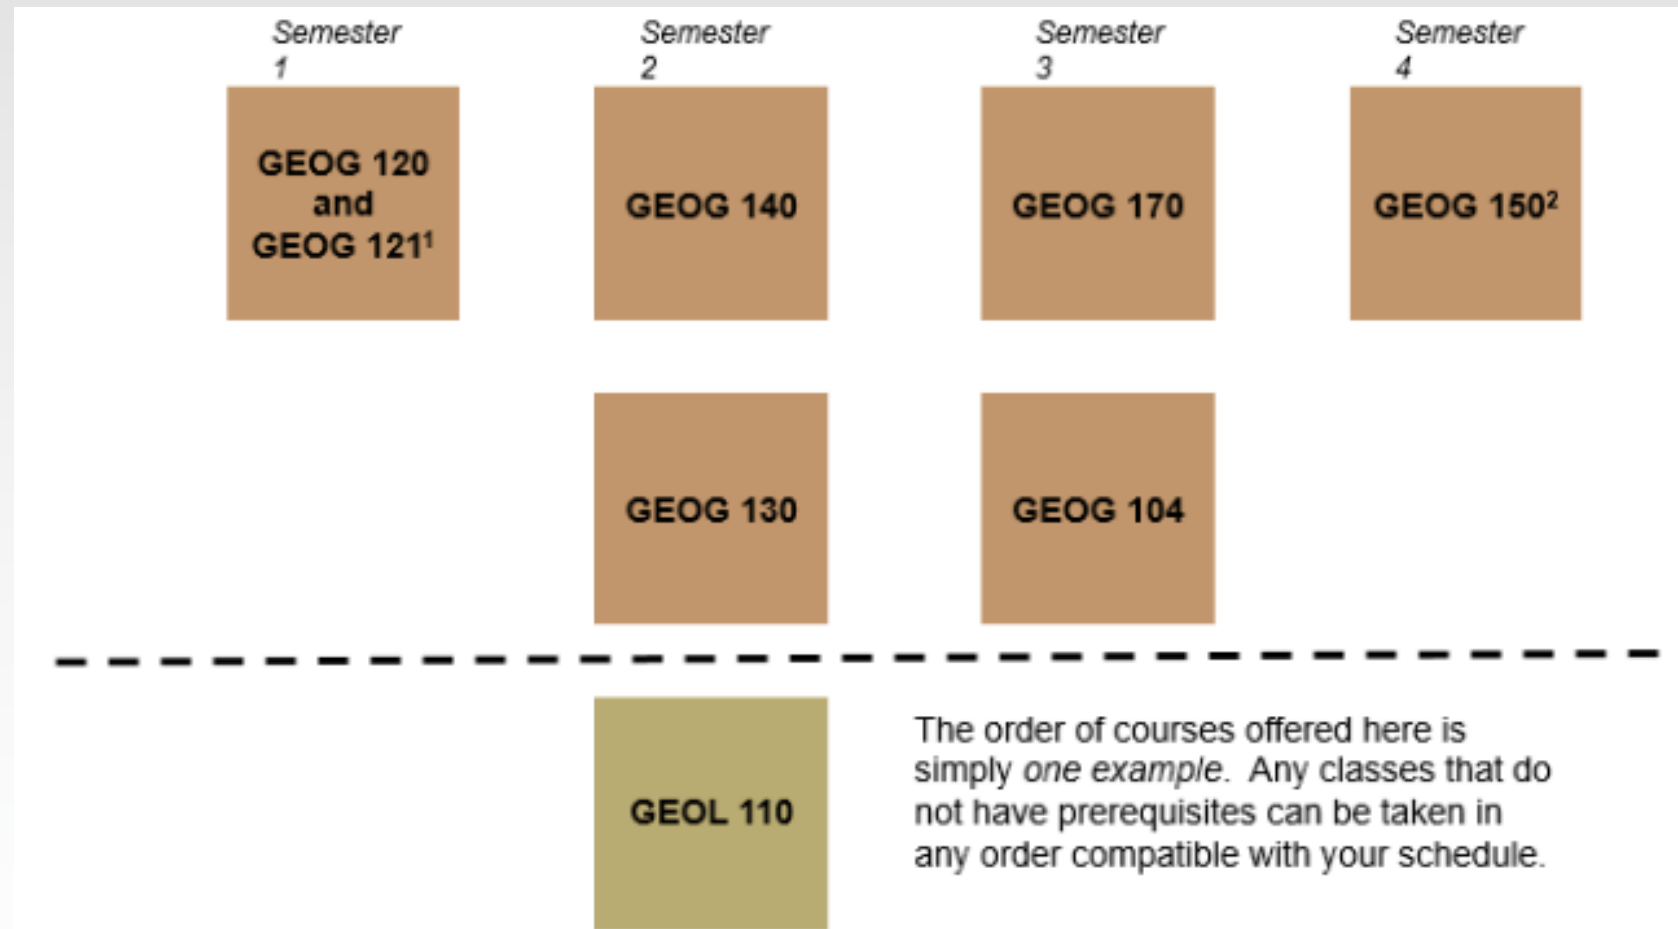 Semester
1
Semester
2
Semester
3
Semester
4
GEOG 120
and
GEOG 121¹
GEOG 140
GEOG 170
GEOG 150²
GEOG 130
GEOG 104
GEOL 110
The order of courses offered here is
simply one example. Any classes that do
not have prerequisites can be taken in
any order compatible with your schedule.